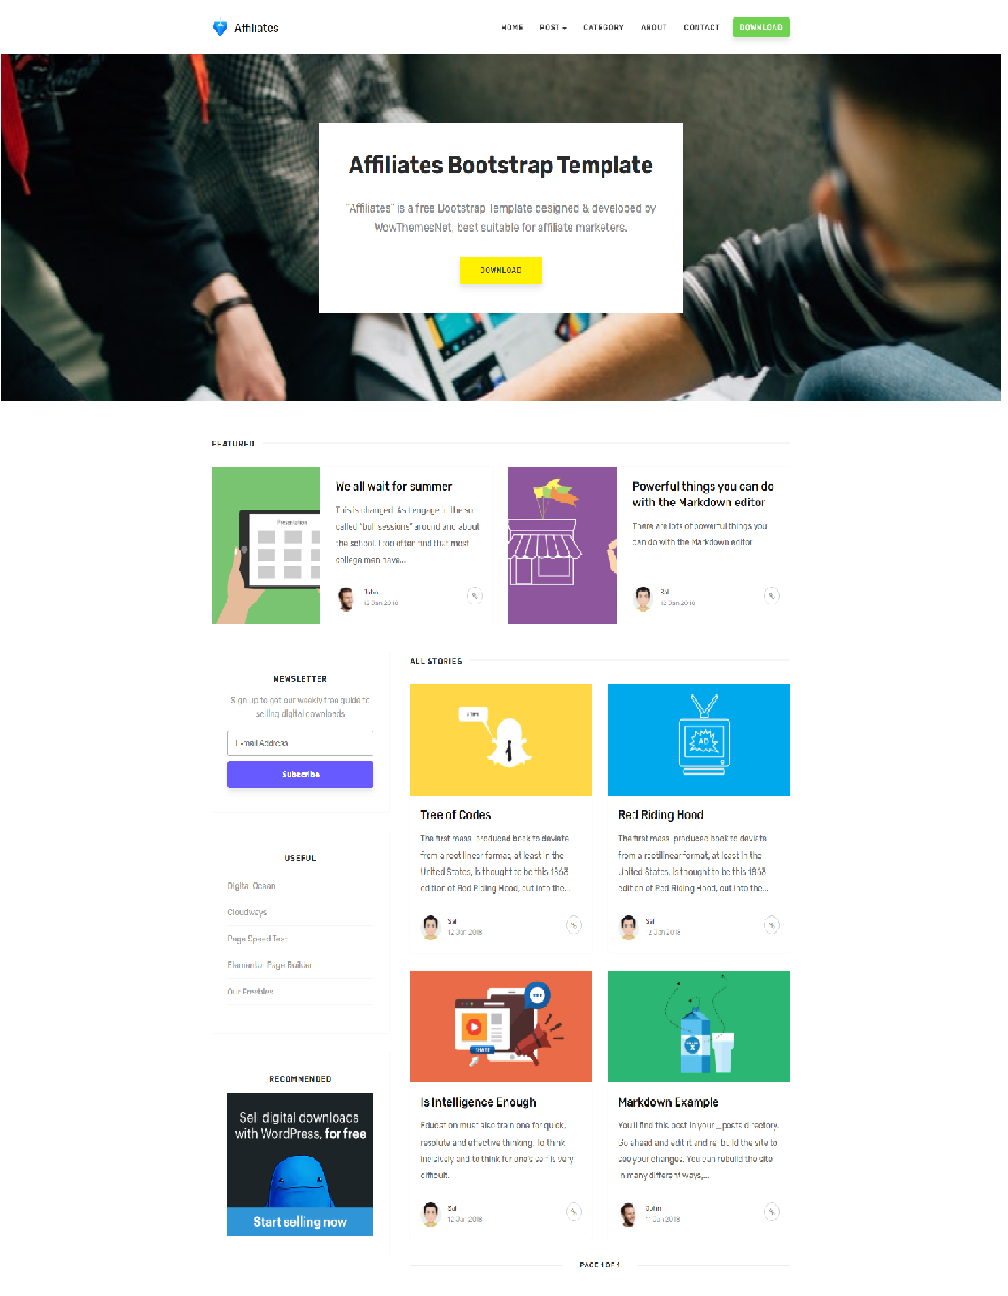 Affiliates
HOME POST CATEGORY ABOUT CONTACT DOWNLOAD
Affiliates Bootstrap Template
"Affiliates" is a free Bootstrap Template designed & developed by
WowThemesNet, best suitable for affiliate marketers.
DOWNLOAD
FEATURED
Presentation
We all wait for summer
This is changed. As I engage in the so-
called "bull sessions" around and about
the school, I too often find that most
college men have...
John
12 Jan 2018
Powerful things you can do
with the Markdown editor
There are lots of powerful things you
can do with the Markdown editor
Sal
12 Jan 2018
NEWSLETTER
Sign up to get our weekly free guide to
selling digital downloads
E-mail Address
Subscribe
USEFUL
Digital Ocean
Cloudways
Page Speed Test
Elementor Page Builder
Our Freebies
RECOMMENDED
Sell digital downloads
with WordPress, for free
Start selling now
ALL STORIES
Tree of Codes
The first mass-produced book to deviate
from a rectilinear format, at least in the
United States, is thought to be this 1863
edition of Red Riding Hood, cut into the...
Sal
12 Jan 2018
AD
Red Riding Hood
The first mass-produced book to deviate
from a rectilinear format, at least in the
United States, is thought to be this 1863
edition of Red Riding Hood, cut into the...
Sal
12 Jan 2018
Is Intelligence Enough
Education must also train one for quick,
resolute and effective thinking. To think
incisively and to think for one's self is very
difficult.
Sal
12 Jan 2018
Markdown Example
You'll find this post in your _posts directory.
Go ahead and edit it and re-build the site to
see your changes. You can rebuild the site
in many different ways,...
John
11 Jan 2018
PAGE 1 OF 1